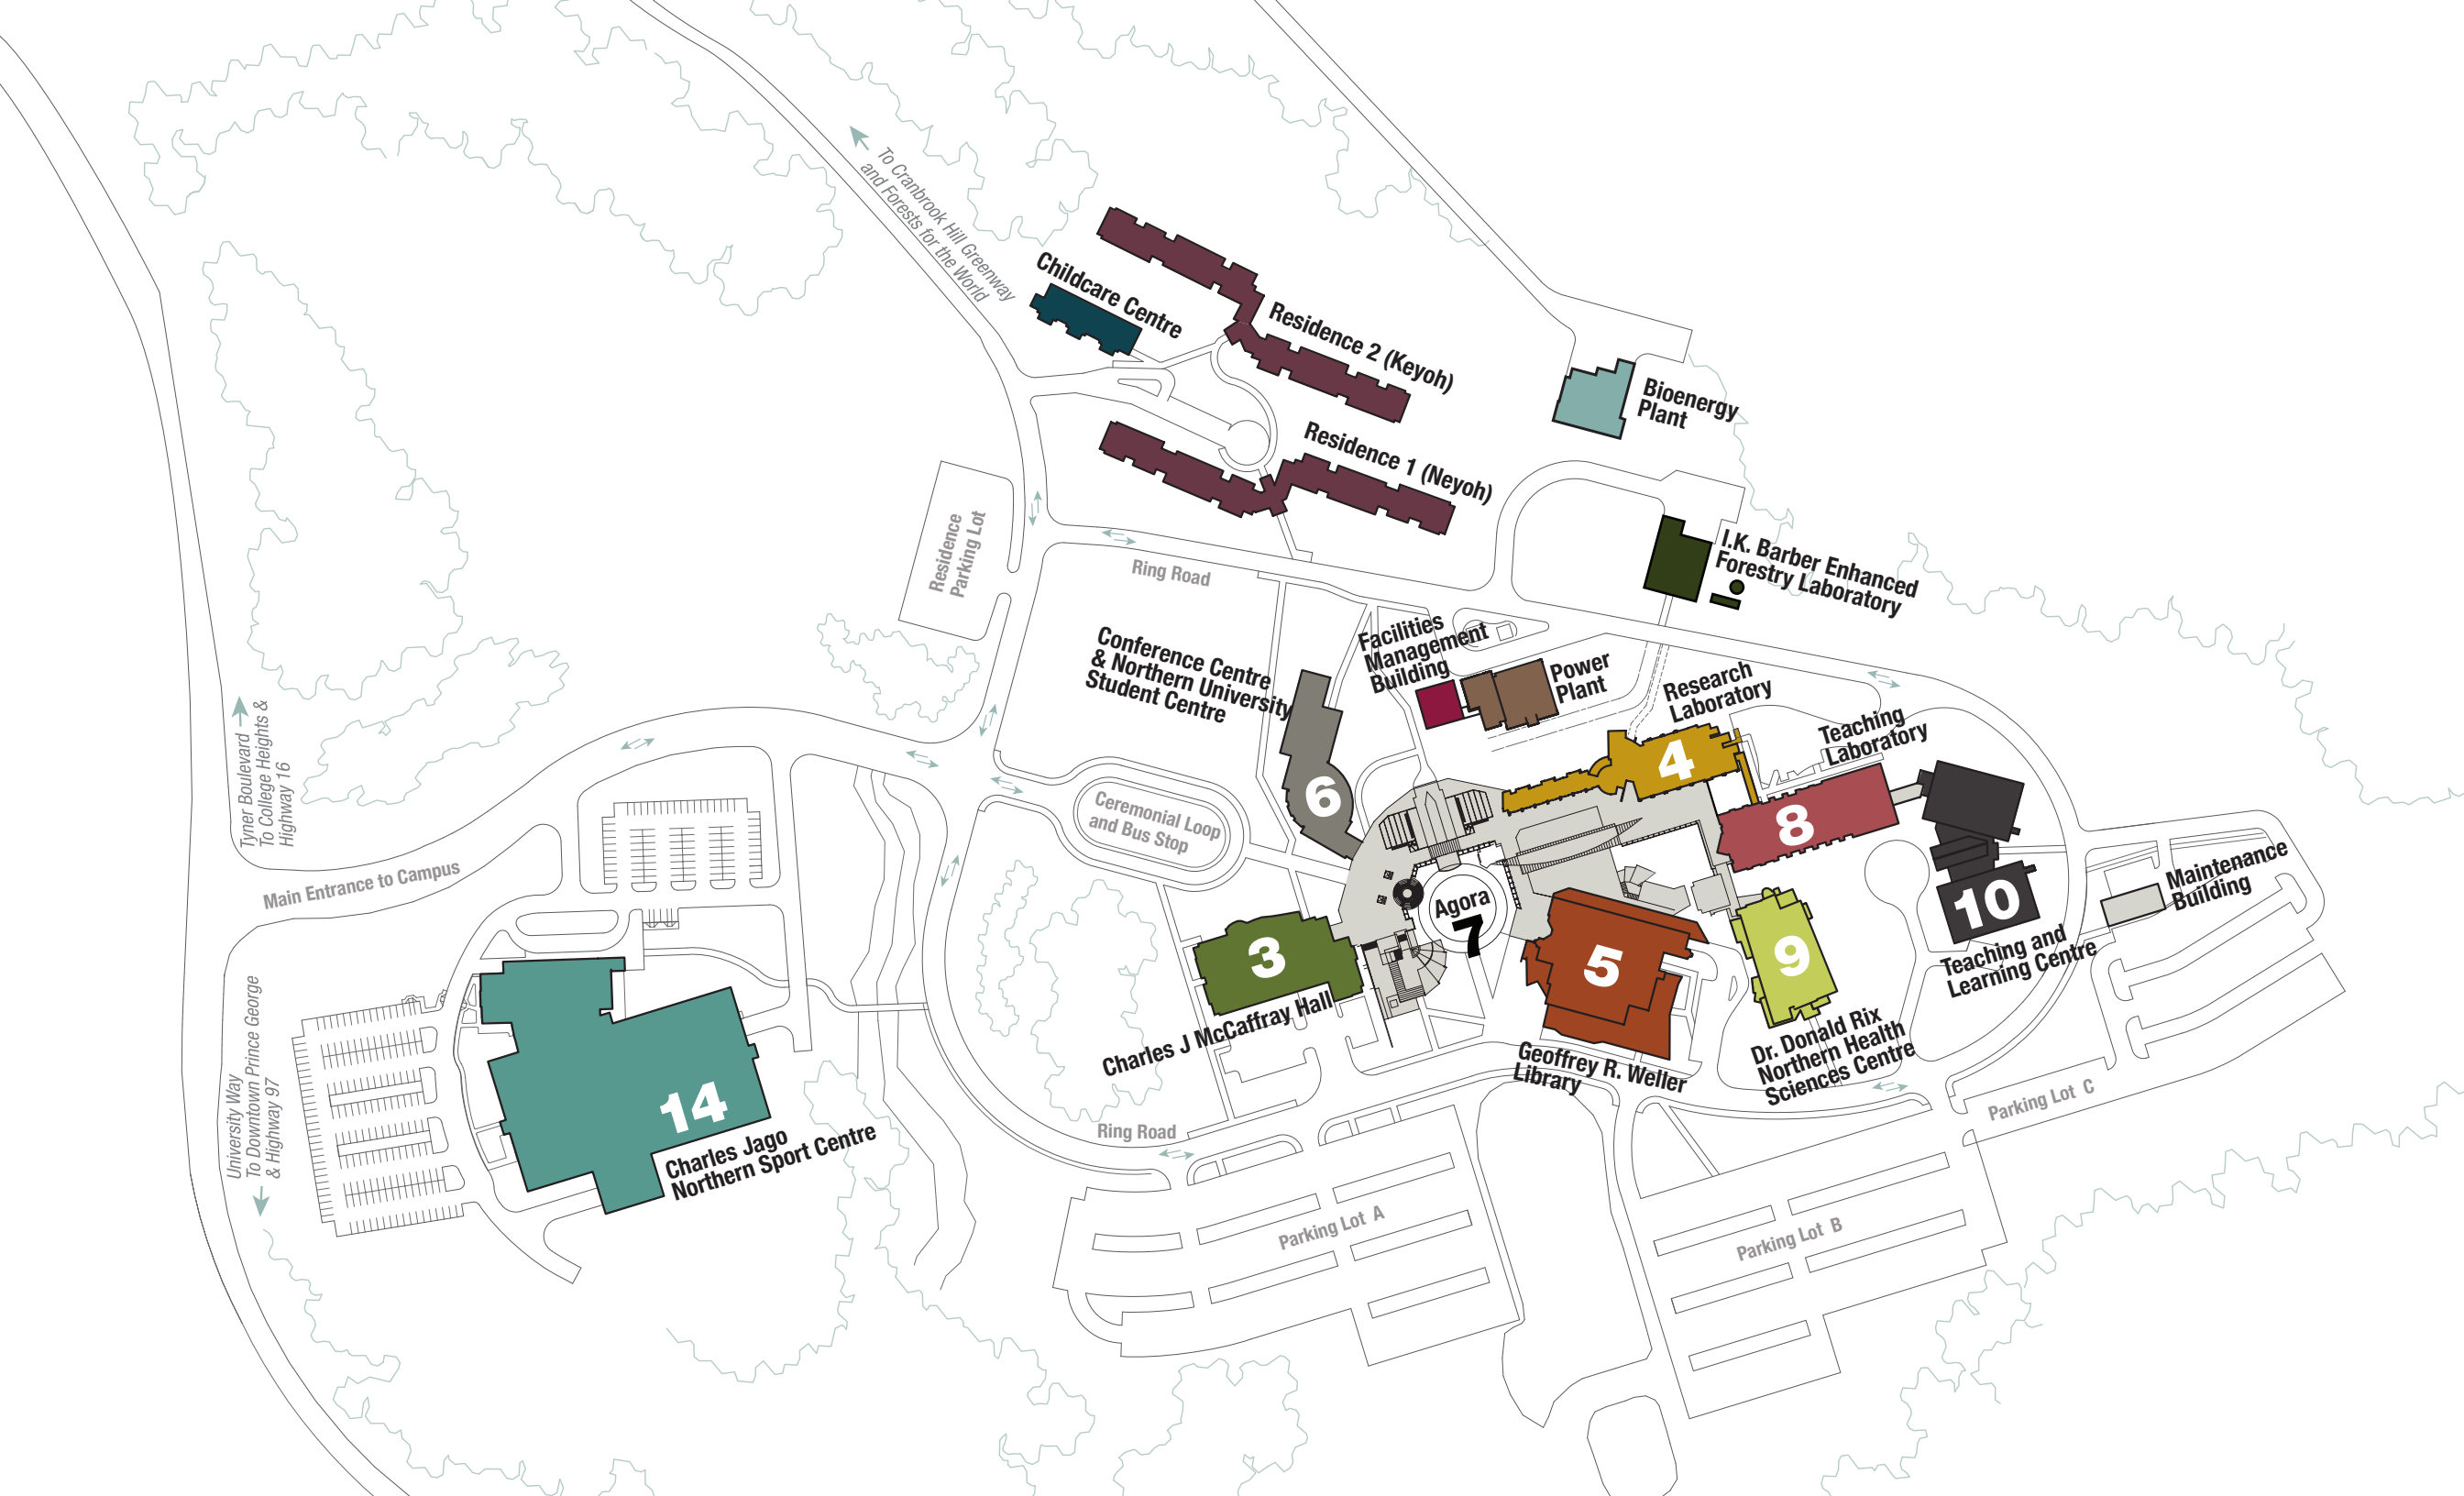 To Cranbrook Hill Greenway
and Forests for the World
Childcare Centre
Residence 2 (Keyoh)
Bioenergy
Plant
Residence 1 (Neyoh)
Residence
Parking Lot
Ring Road
I.K. Barber Enhanced
Forestry Laboratory
Conference Centre
& Northern University
Student Centre
Facilities
Management
Building
Power
Plant
Research
Laboratory
Teaching
Laboratory
Tyner Boulevard
To College Heights &
Highway 16
Main Entrance to Campus
Ceremonial Loop
and Bus Stop
6
4
8
Maintenance
Building
Agora
7
3
5
9
10
Teaching and
Learning Centre
Charles J McCaffray Hall
Geoffrey R. Weller
Library
Dr. Donald Rix
Northern Health
Sciences Centre
University Way
To Downtown Prince George
& Highway 97
14
Charles Jago
Northern Sport Centre
Ring Road
Parking Lot C
Parking Lot A
Parking Lot B